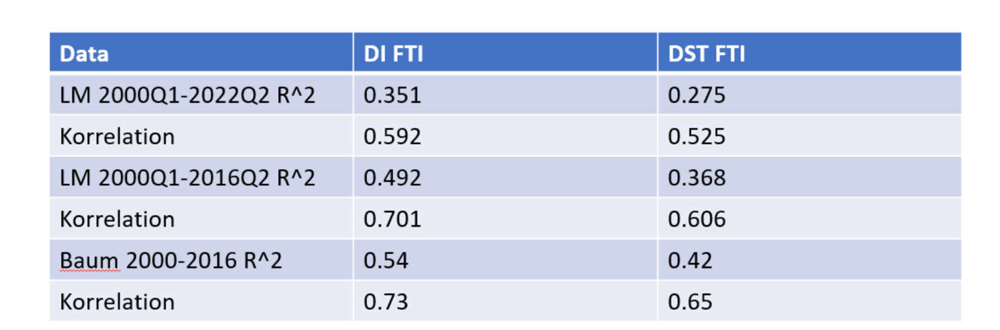 Data DI FTI DST FTI
LM 2000Q1-2022Q2 R^2 0.351 0.275
Korrelation 0.592 0.525
LM 2000Q1-2016Q2 R^2 0.492 0.368
Korrelation 0.701 0.606
Baum 2000-2016 R^2 0.54 0.42
Korrelation 0.73 0.65